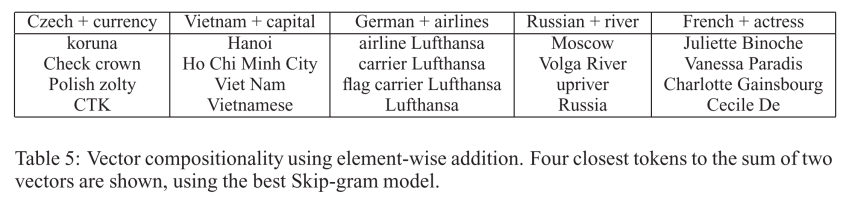 Czech + currency Vietnam + capital German + airlines Russian + river French + actress
koruna Hanoi airline Lufthansa Moscow Juliette Binoche
Check crown Ho Chi Minh City carrier Lufthansa Volga River Vanessa Paradis
Polish zolty Viet Nam flag carrier Lufthansa upriver Charlotte Gainsbourg
CTK Vietnamese Lufthansa Russia Cecile De
Table 5: Vector compositionality using element-wise addition. Four closest tokens to the sum of two
vectors are shown, using the best Skip-gram model.